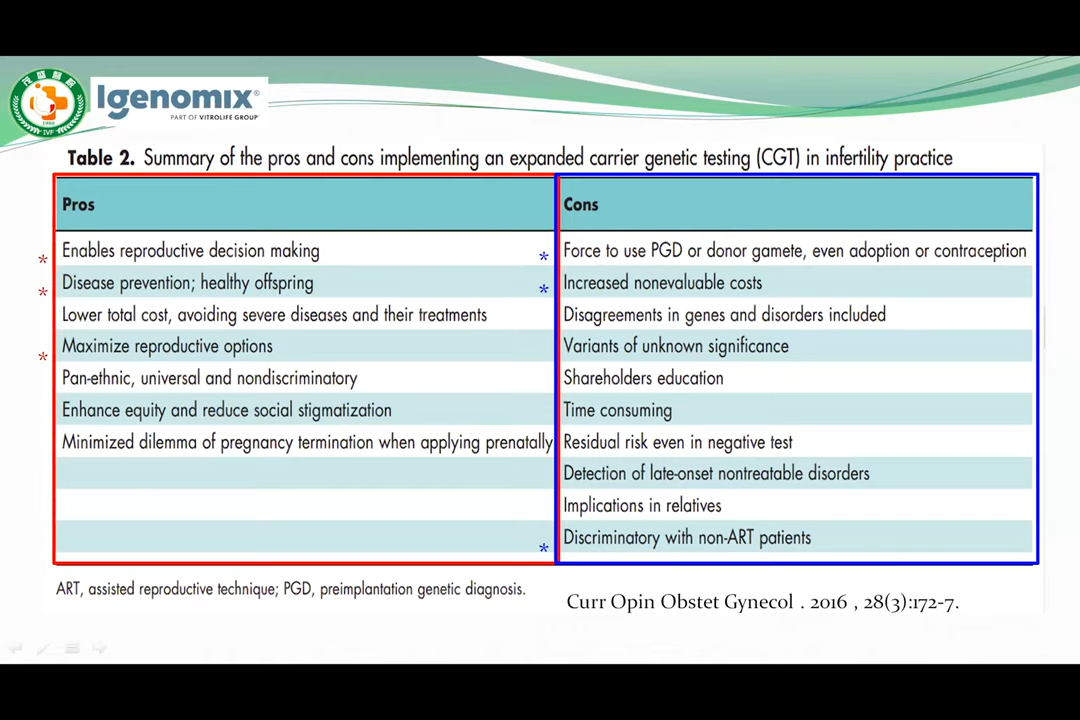 茂盛醫院
1988
IVF
Igenomix®
PART OF VITROLIFE GROUP
Table 2. Summary of the pros and cons implementing an expanded carrier genetic testing (CGT) in infertility practice
Pros
Cons
* Enables reproductive decision making
* Force to use PGD or donor gamete, even adoption or contraception
* Disease prevention; healthy offspring
* Increased nonevaluable costs
Lower total cost, avoiding severe diseases and their treatments
Disagreements in genes and disorders included
* Maximize reproductive options
Variants of unknown significance
Pan-ethnic, universal and nondiscriminatory
Shareholders education
Enhance equity and reduce social stigmatization
Time consuming
Minimized dilemma of pregnancy termination when applying prenatally
Residual risk even in negative test
Detection of late-onset nontreatable disorders
Implications in relatives
* Discriminatory with non-ART patients
ART, assisted reproductive technique; PGD, preimplantation genetic diagnosis.
Curr Opin Obstet Gynecol . 2016 , 28(3):172-7.